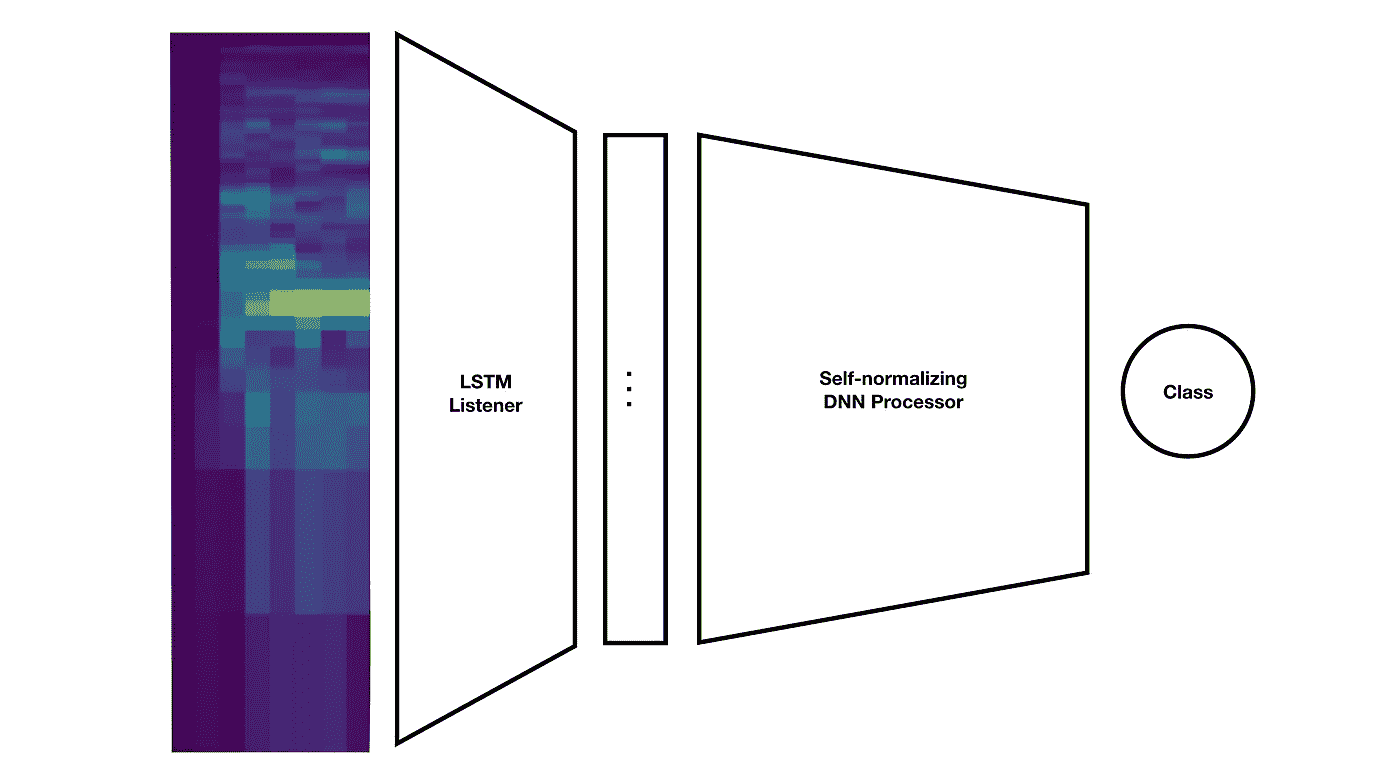 LSTM
Listener
Self-normalizing
DNN Processor
Class